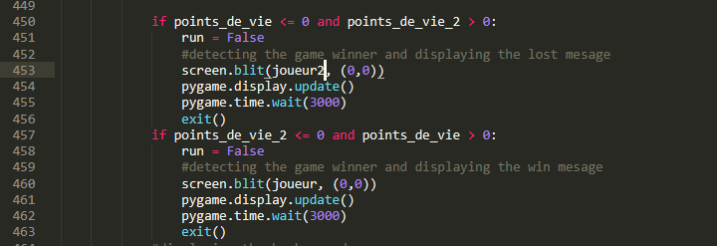 449
450 if points_de_vie <= 0 and points_de_vie_2 > 0:
451 run = False
452 #detecting the game winner and displaying the lost mesage
453 screen.blit(joueur2, (0,0))
454 pygame.display.update()
455 pygame.time.wait(3000)
456 exit()
457 if points_de_vie_2 <= 0 and points_de_vie > 0:
458 run = False
459 #detecting the game winner and displaying the win mesage
460 screen.blit(joueur, (0,0))
461 pygame.display.update()
462 pygame.time.wait(3000)
463 exit()